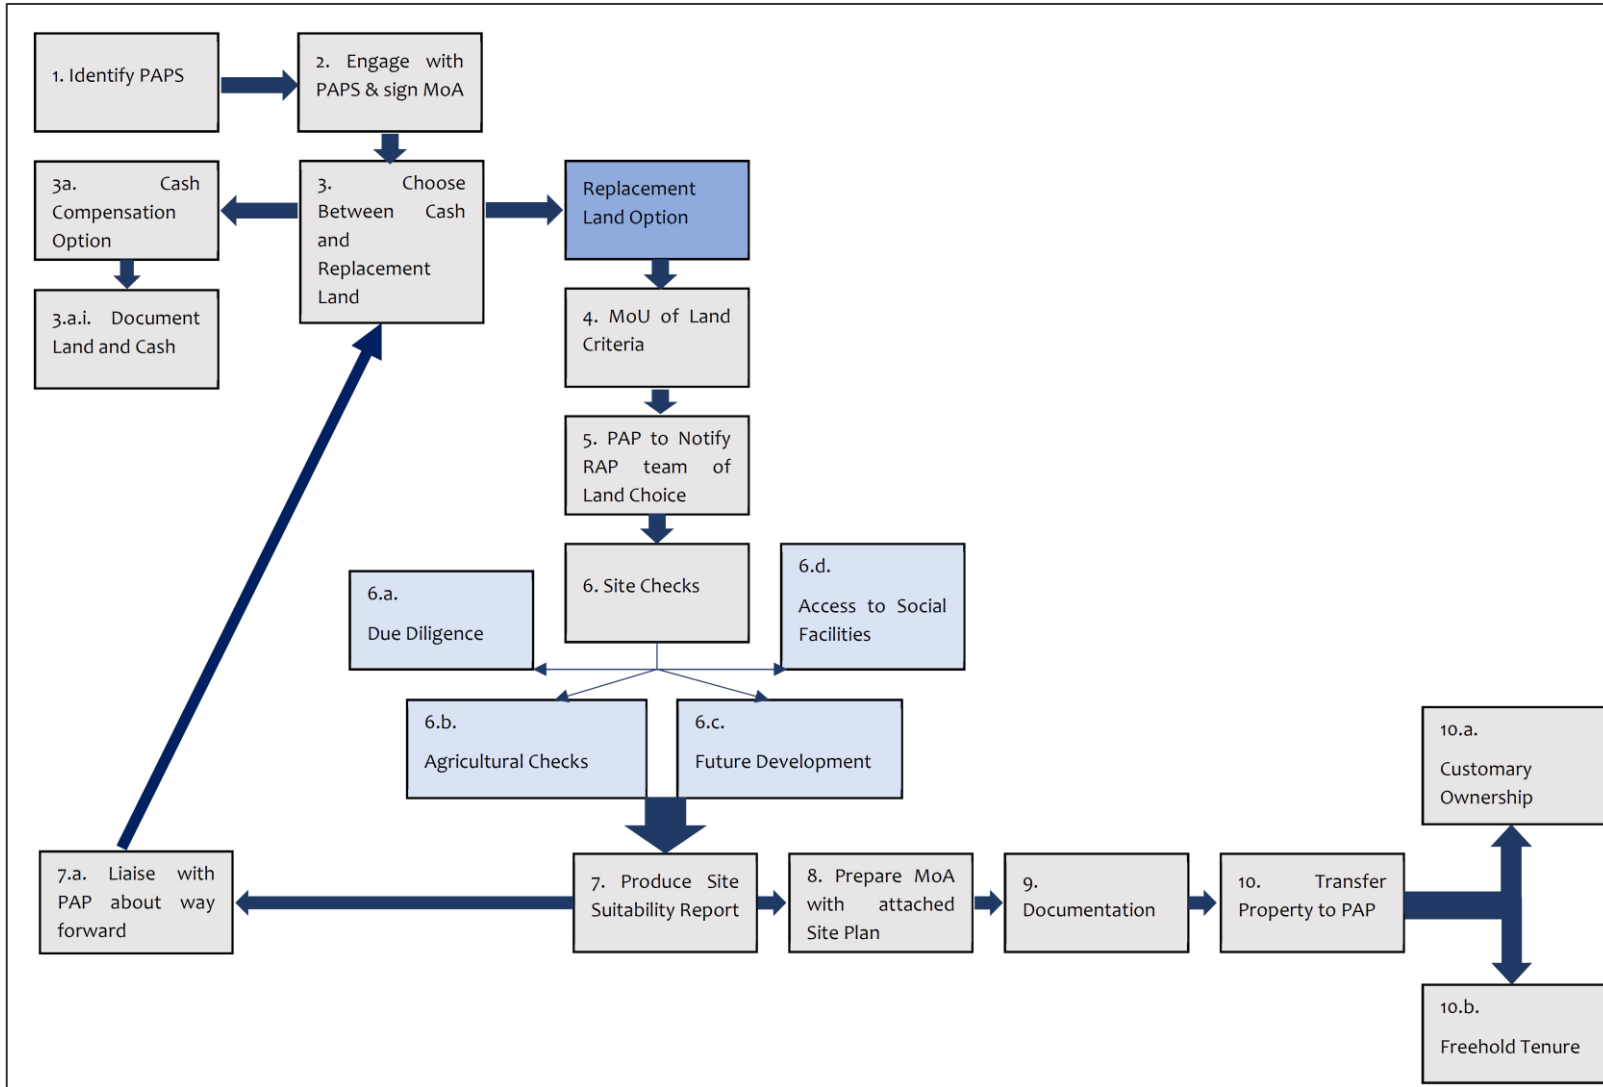 1. Identify PAPS
2. Engage with
PAPS & sign MoA
3a. Cash
Compensation
Option
3. Choose
Between Cash
and
Replacement
Land
Replacement
Land Option
3.a.i. Document
Land and Cash
4. MoU of Land
Criteria
5. PAP to Notify
RAP team of
Land Choice
6. Site Checks
6.a.
Due Diligence
6.d.
Access to Social
Facilities
6.b.
Agricultural Checks
6.c.
Future Development
7.a. Liaise with
PAP about way
forward
7. Produce Site
Suitability Report
8. Prepare MoA
with attached
Site Plan
9.
Documentation
10. Transfer
Property to PAP
10.a.
Customary
Ownership
10.b.
Freehold Tenure